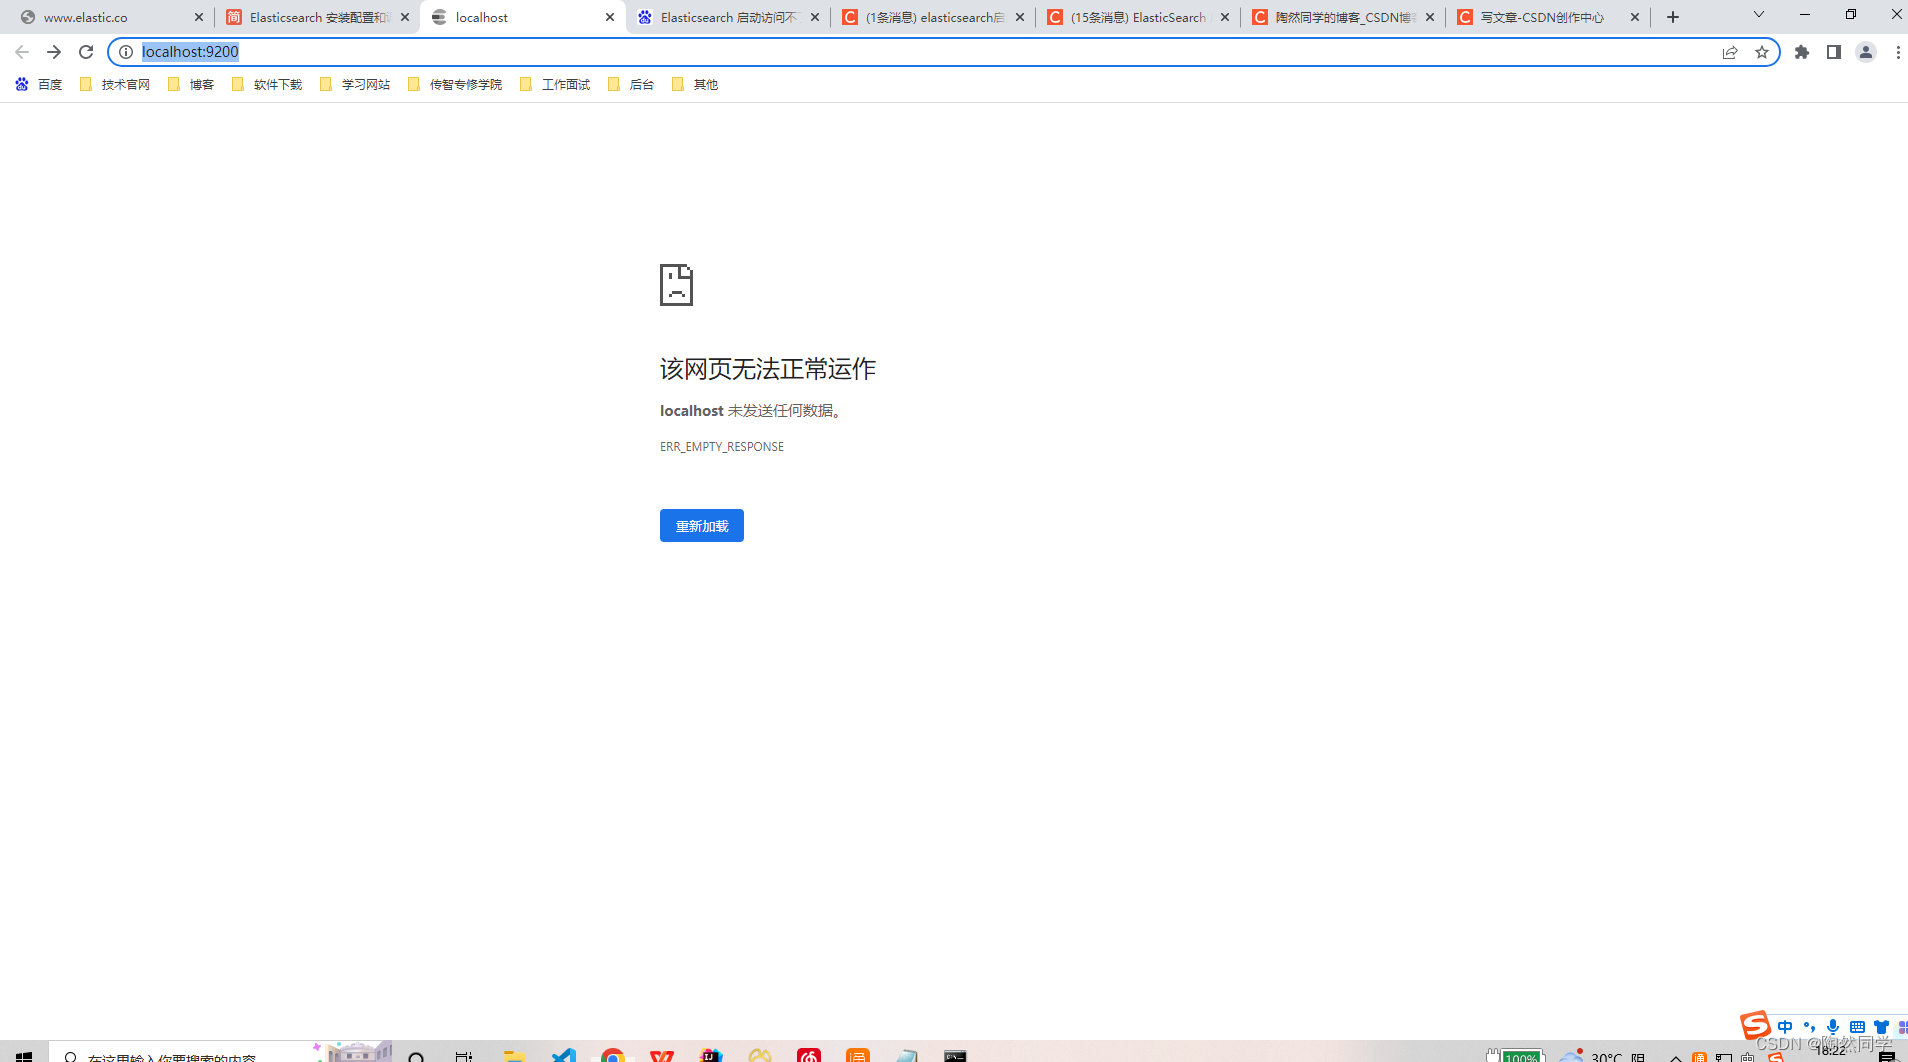 www.elastic.co
简 Elasticsearch 安装配置和
localhost
Elasticsearch 启动访问不
C (1条消息) elasticsearch启
C (15条消息) ElasticSearch
C 陶然同学的博客_CSDN博
C 写文章-CSDN创作中心
localhost:9200
百度 技术官网 博客 软件下载 学习网站 传智专修学院 工作面试 后台 其他
该网页无法正常运作
localhost 未发送任何数据。
ERR_EMPTY_RESPONSE
重新加载
中
在这里输入你要搜索的内容
100%
30°C 阴
18:22
CSDN @陶然同学